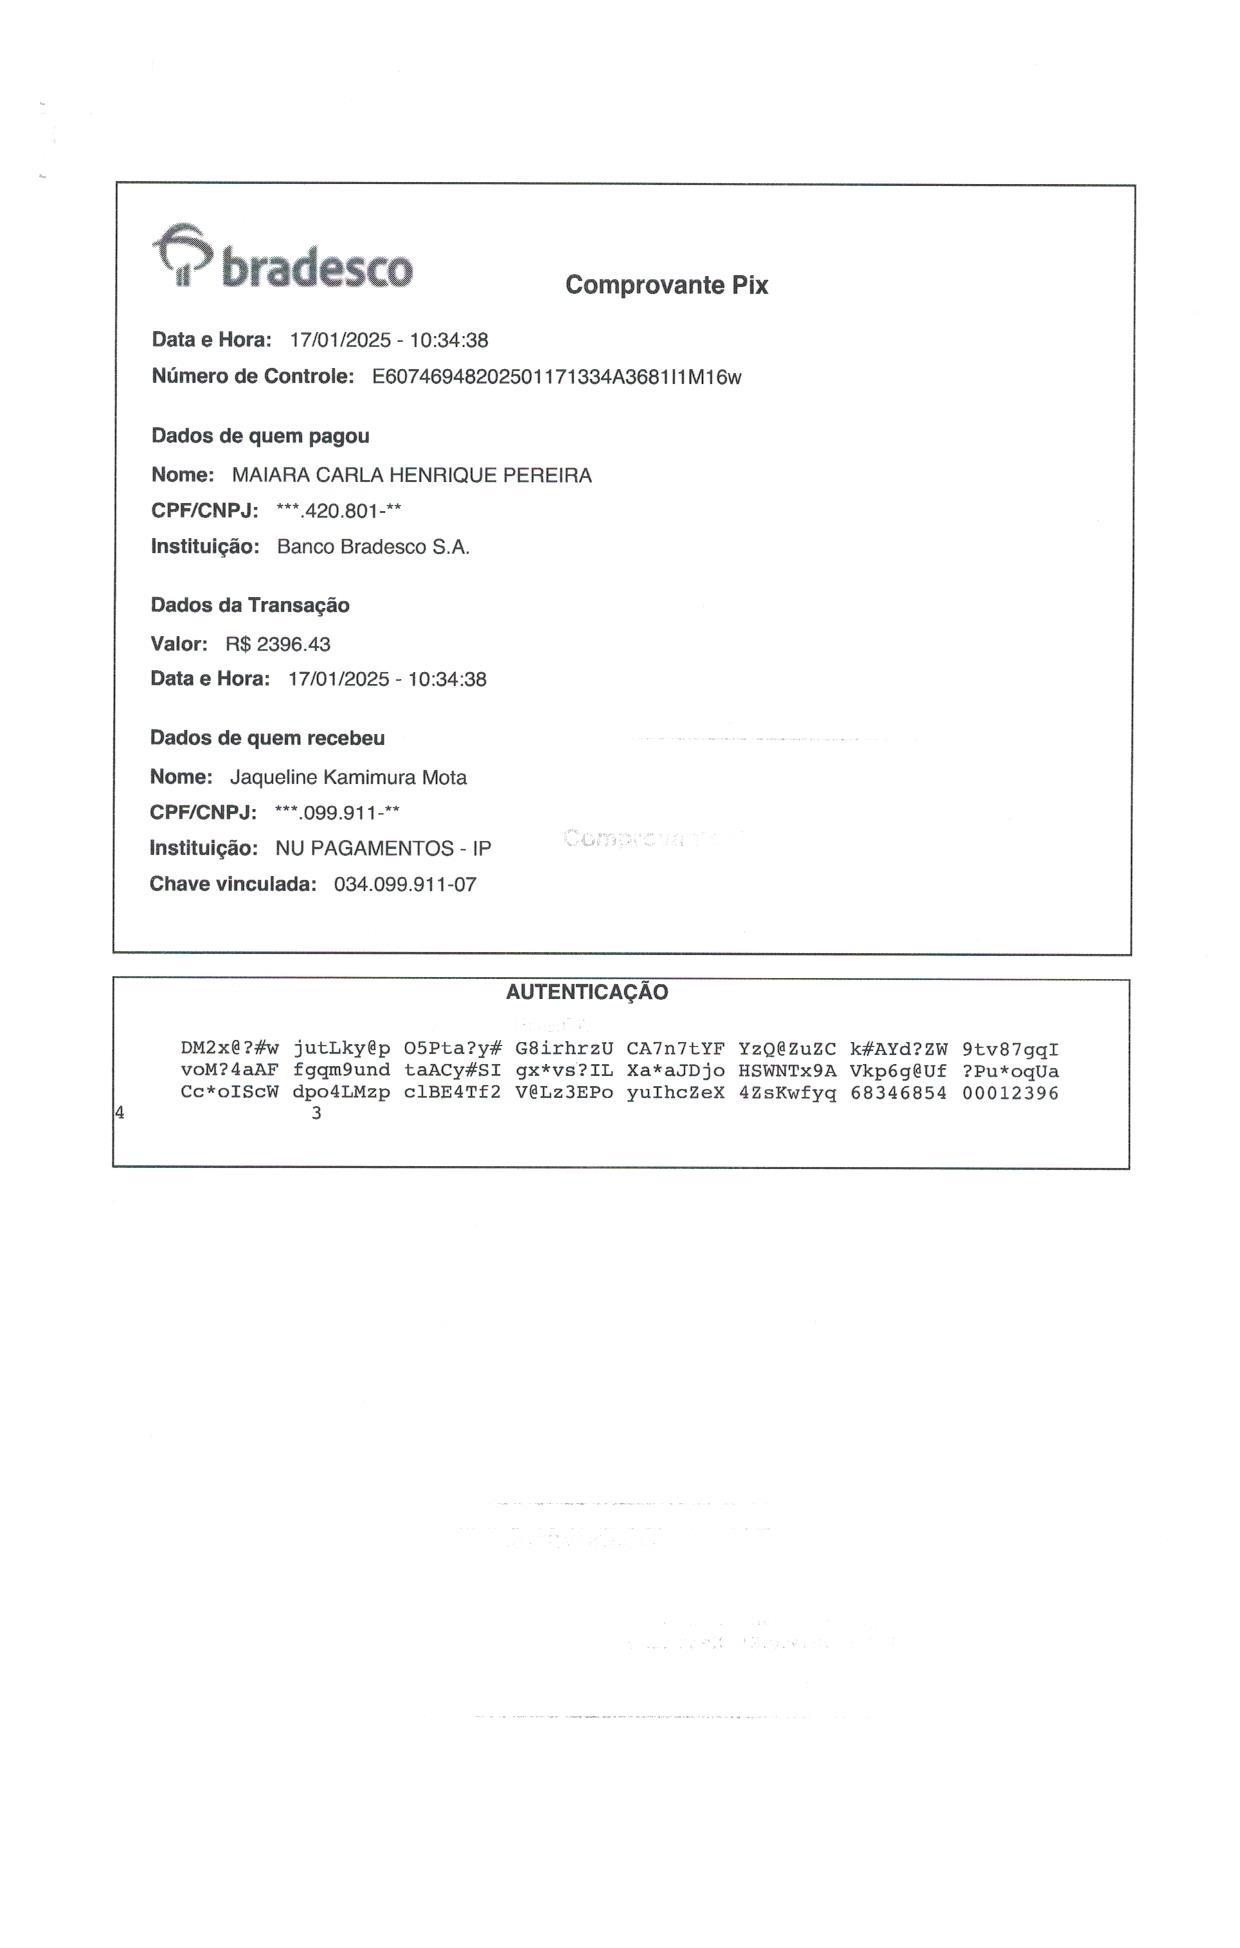 bradesco
Comprovante Pix
Data e Hora: 17/01/2025 - 10:34:38
Número de Controle: E60746948202501171334A3681I1M16w
Dados de quem pagou
Nome: MAIARA CARLA HENRIQUE PEREIRA
CPF/CNPJ: ***.420.801-**
Instituição: Banco Bradesco S.A.
Dados da Transação
Valor: R$ 2396.43
Data e Hora: 17/01/2025 - 10:34:38
Dados de quem recebeu
Nome: Jaqueline Kamimura Mota
CPF/CNPJ: ***.099.911-**
Instituição: NU PAGAMENTOS - IP
Chave vinculada: 034.099.911-07
AUTENTICAÇÃO
DM2x@?#w jutLky@p O5Pta?y# G8irhrzU CA7n7tYF YzQ@ZuZC k#AYd?ZW 9tv87gqI
voM?4aAF fgqm9und taACy#SI gx*vs?IL Xa*aJDjo HSWNTx9A Vkp6g@Uf ?Pu*oqUa
Cc*oIScW dpo4LMzp clBE4Tf2 V@Lz3EPo yuIhcZeX 4ZsKwfyq 68346854 00012396
4 3